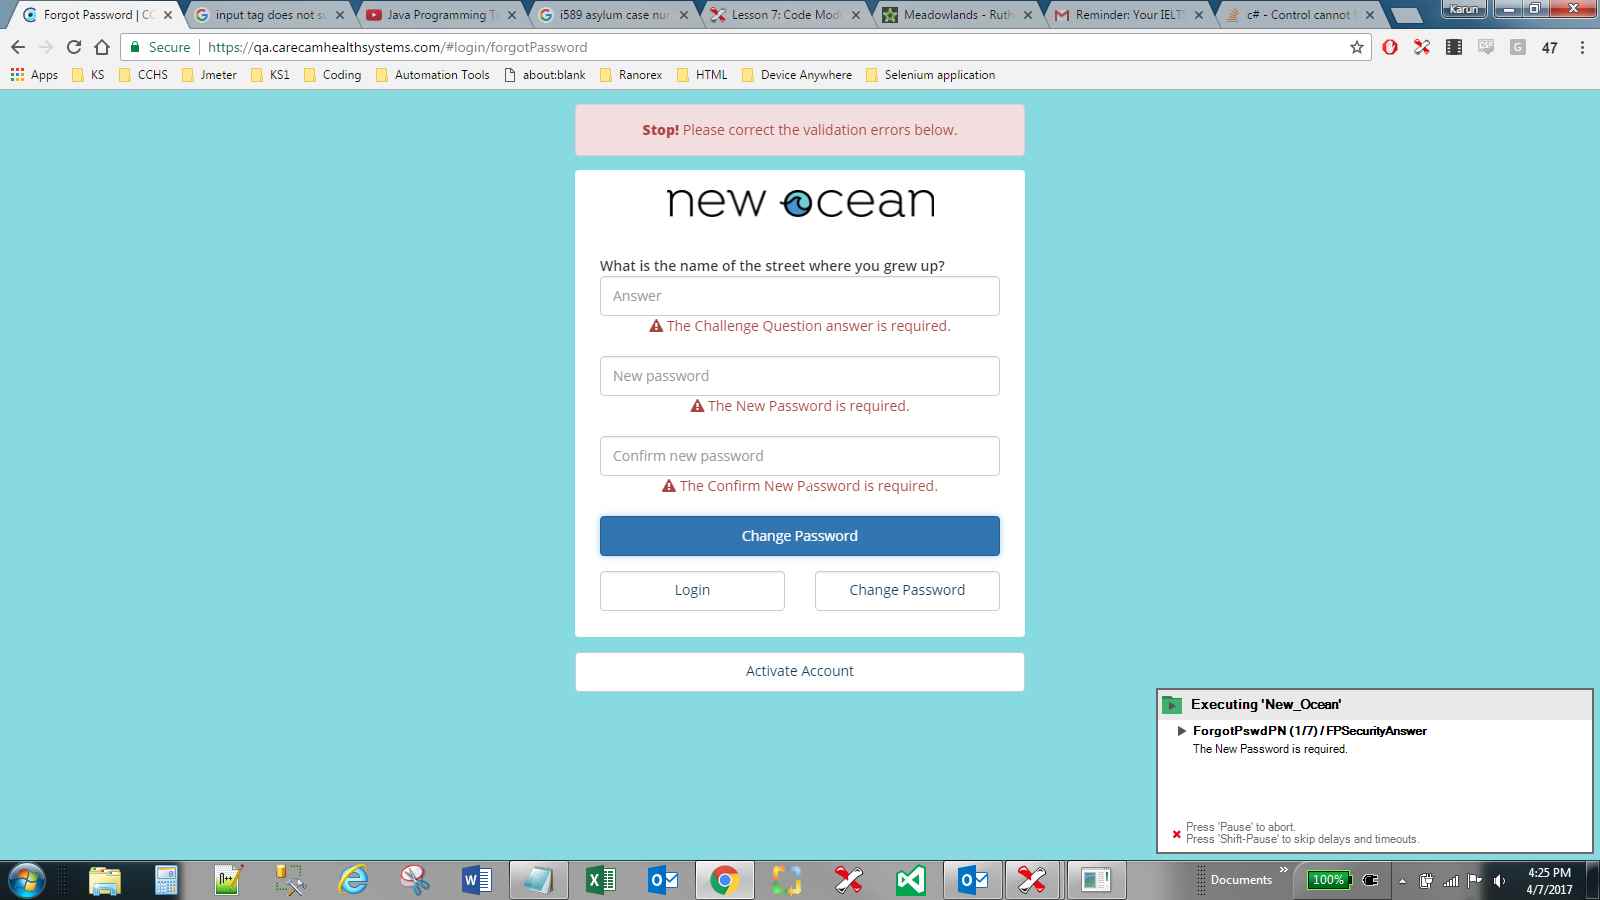 Forgot Password | CC
input tag does not su
Java Programming T
i589 asylum case nu
Lesson 7: Code Mod
Meadowlands - Ruth
Reminder: Your IELT
c# - Control cannot
Karun
Secure
https://qa.carecamhealthsystems.com/#login/forgotPassword
CSP
G
47
Apps
KS
CCHS
Jmeter
KS1
Coding
Automation Tools
about:blank
Ranorex
HTML
Device Anywhere
Selenium application
Stop! Please correct the validation errors below.
new ocean
What is the name of the street where you grew up?
Answer
The Challenge Question answer is required.
New password
The New Password is required.
Confirm new password
The Confirm New Password is required.
Change Password
Login
Change Password
Activate Account
Executing 'New_Ocean'
ForgotPswdPN (1/7) / FPSecurityAnswer
The New Password is required.
Press 'Pause' to abort.
Press 'Shift-Pause' to skip delays and timeouts.
Documents
100%
4:25 PM
4/7/2017